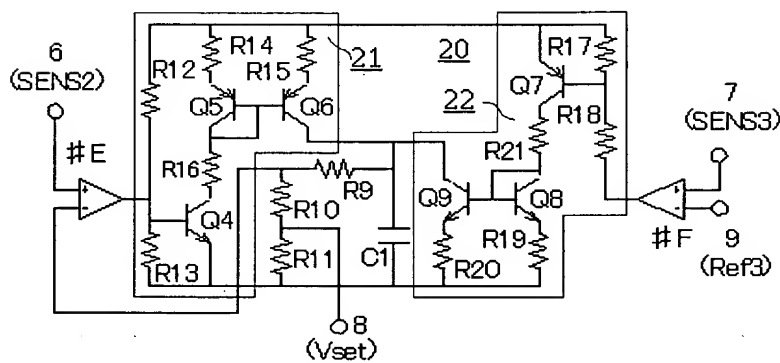 6
(SENS2)
#E
R12
R14
R15
21
20
R17
Q5
Q6
Q7
22
R18
7
(SENS3)
R16
R21
R9
Q4
R10
Q9
Q8
R13
R11
C1
R20
R19
#F
9
(Ref3)
8
(Vset)
+
-
+
-